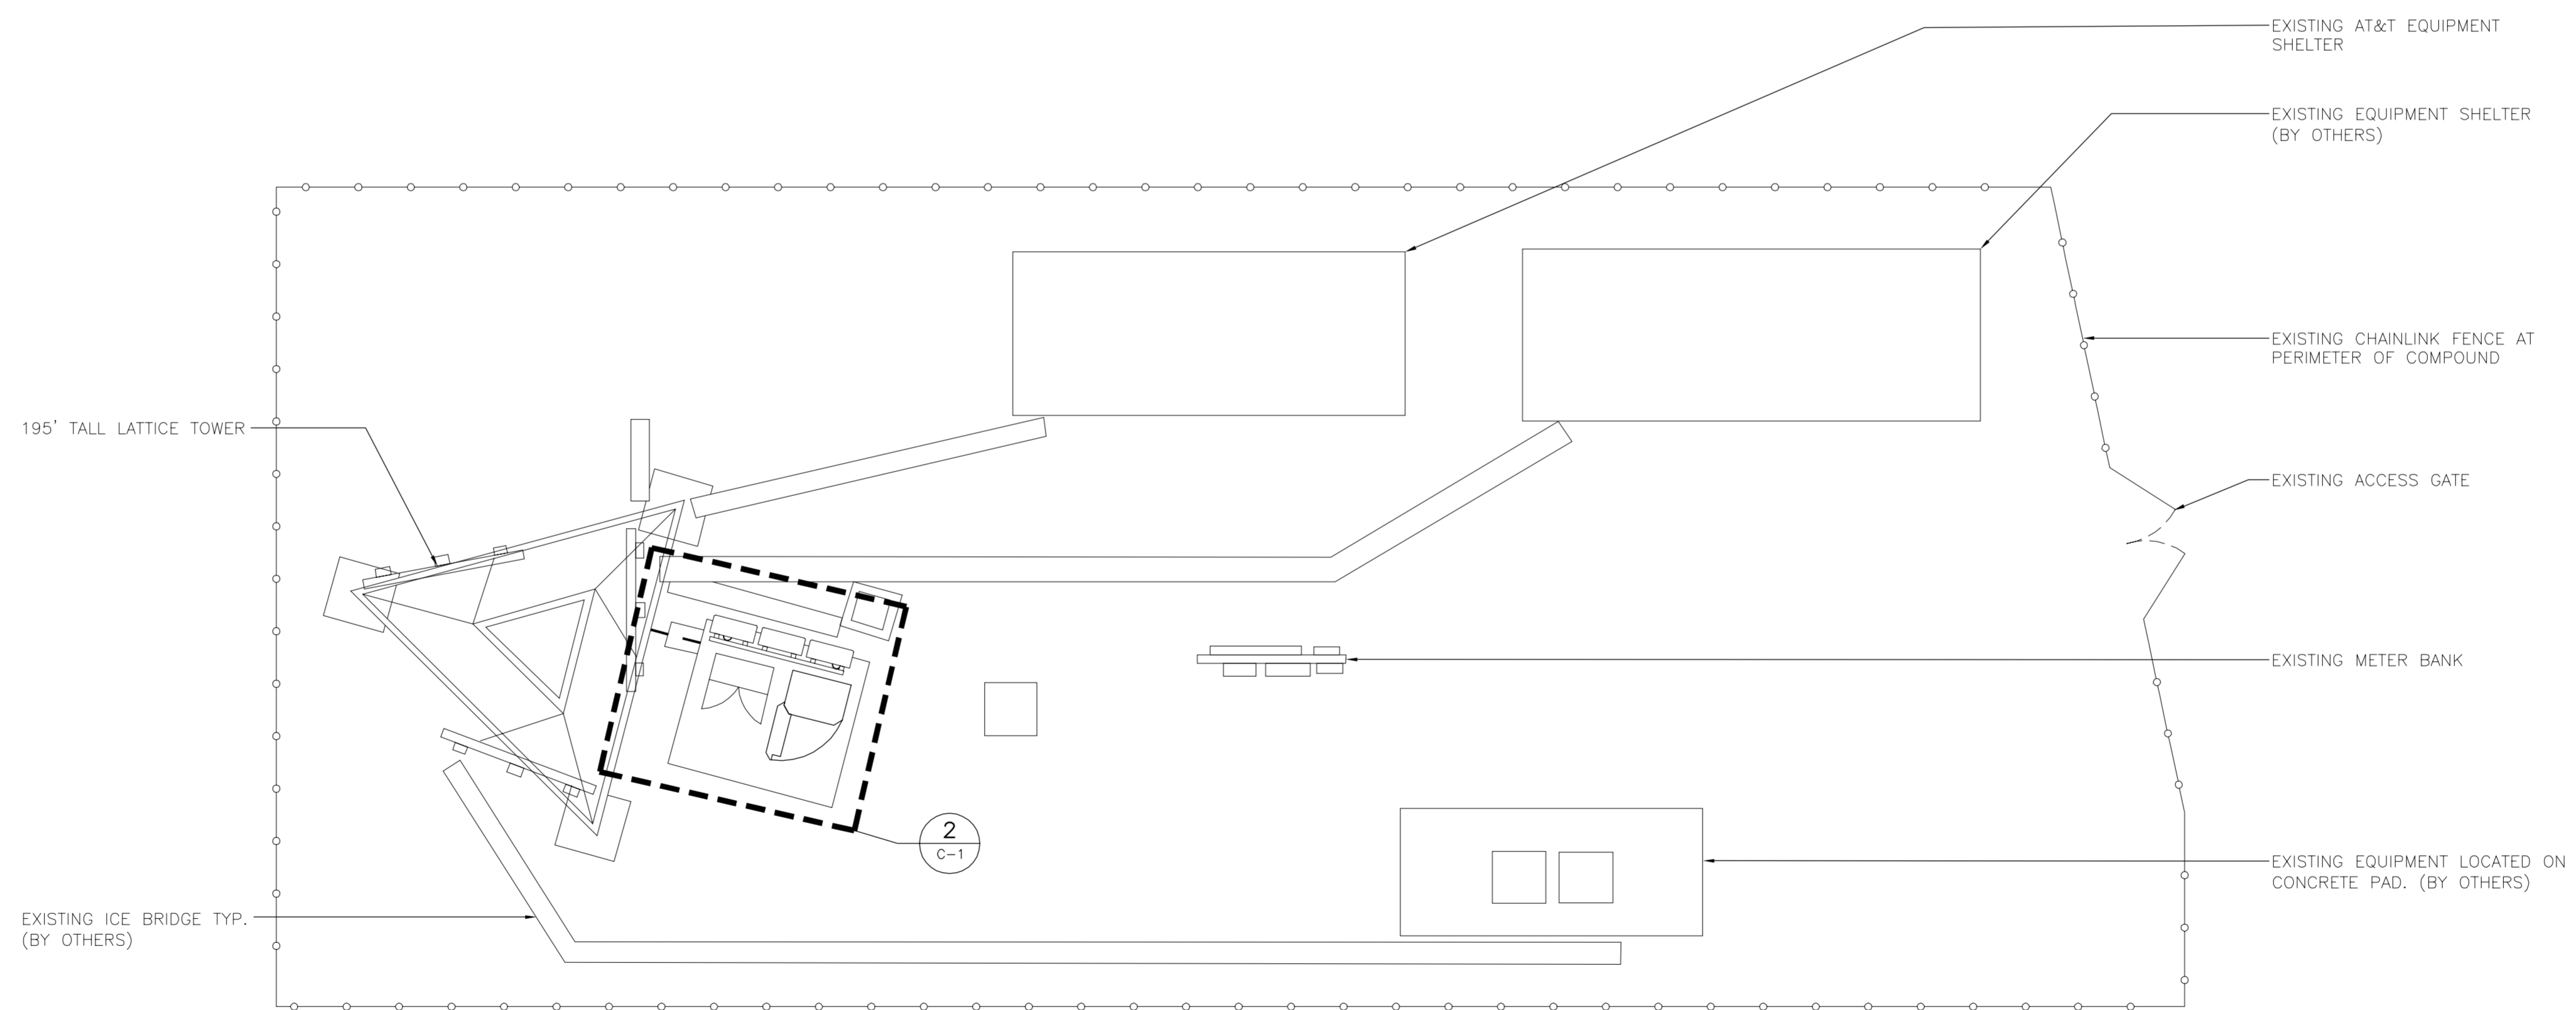 EXISTING AT&T EQUIPMENT
SHELTER
EXISTING EQUIPMENT SHELTER
(BY OTHERS)
EXISTING CHAINLINK FENCE AT
PERIMETER OF COMPOUND
195' TALL LATTICE TOWER
EXISTING ACCESS GATE
EXISTING METER BANK
2
C-1
EXISTING EQUIPMENT LOCATED ON
CONCRETE PAD. (BY OTHERS)
EXISTING ICE BRIDGE TYP.
(BY OTHERS)